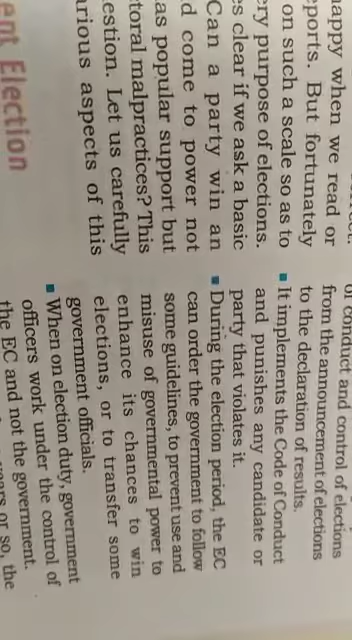 happy when we read or
reports. But fortunately
on such a scale so as to
ery purpose of elections.
es clear if we ask a basic
Can a party win an
d come to power not
as popular support but
toral malpractices? This
estion. Let us carefully
arious aspects of this
ent Election
of conduct and control of elections
from the announcement of elections
to the declaration of results.
▪ It implements the Code of Conduct
and punishes any candidate or
party that violates it.
▪ During the election period, the EC
can order the government to follow
some guidelines, to prevent use and
misuse of governmental power to
enhance its chances to win
elections, or to transfer some
government officials.
▪ When on election duty, government
officers work under the control of
the EC and not the government.
years or so, the